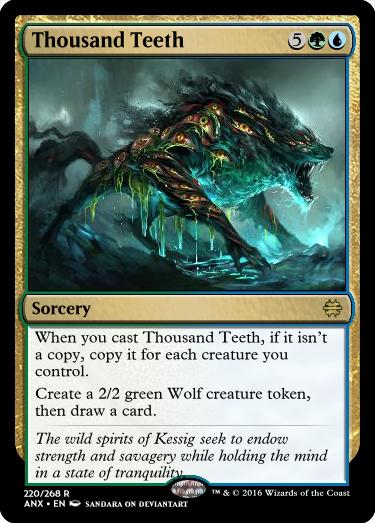 Thousand Teeth 5
Sorcery
When you cast Thousand Teeth, if it isn't
a copy, copy it for each creature you
control.
Create a 2/2 green Wolf creature token,
then draw a card.
The wild spirits of Kessig seek to endow
strength and savagery while holding the mind
in a state of tranquility.
220/268 R
ANX • EN SANDARA ON DEVIANTART
™ & © 2016 Wizards of the Coast